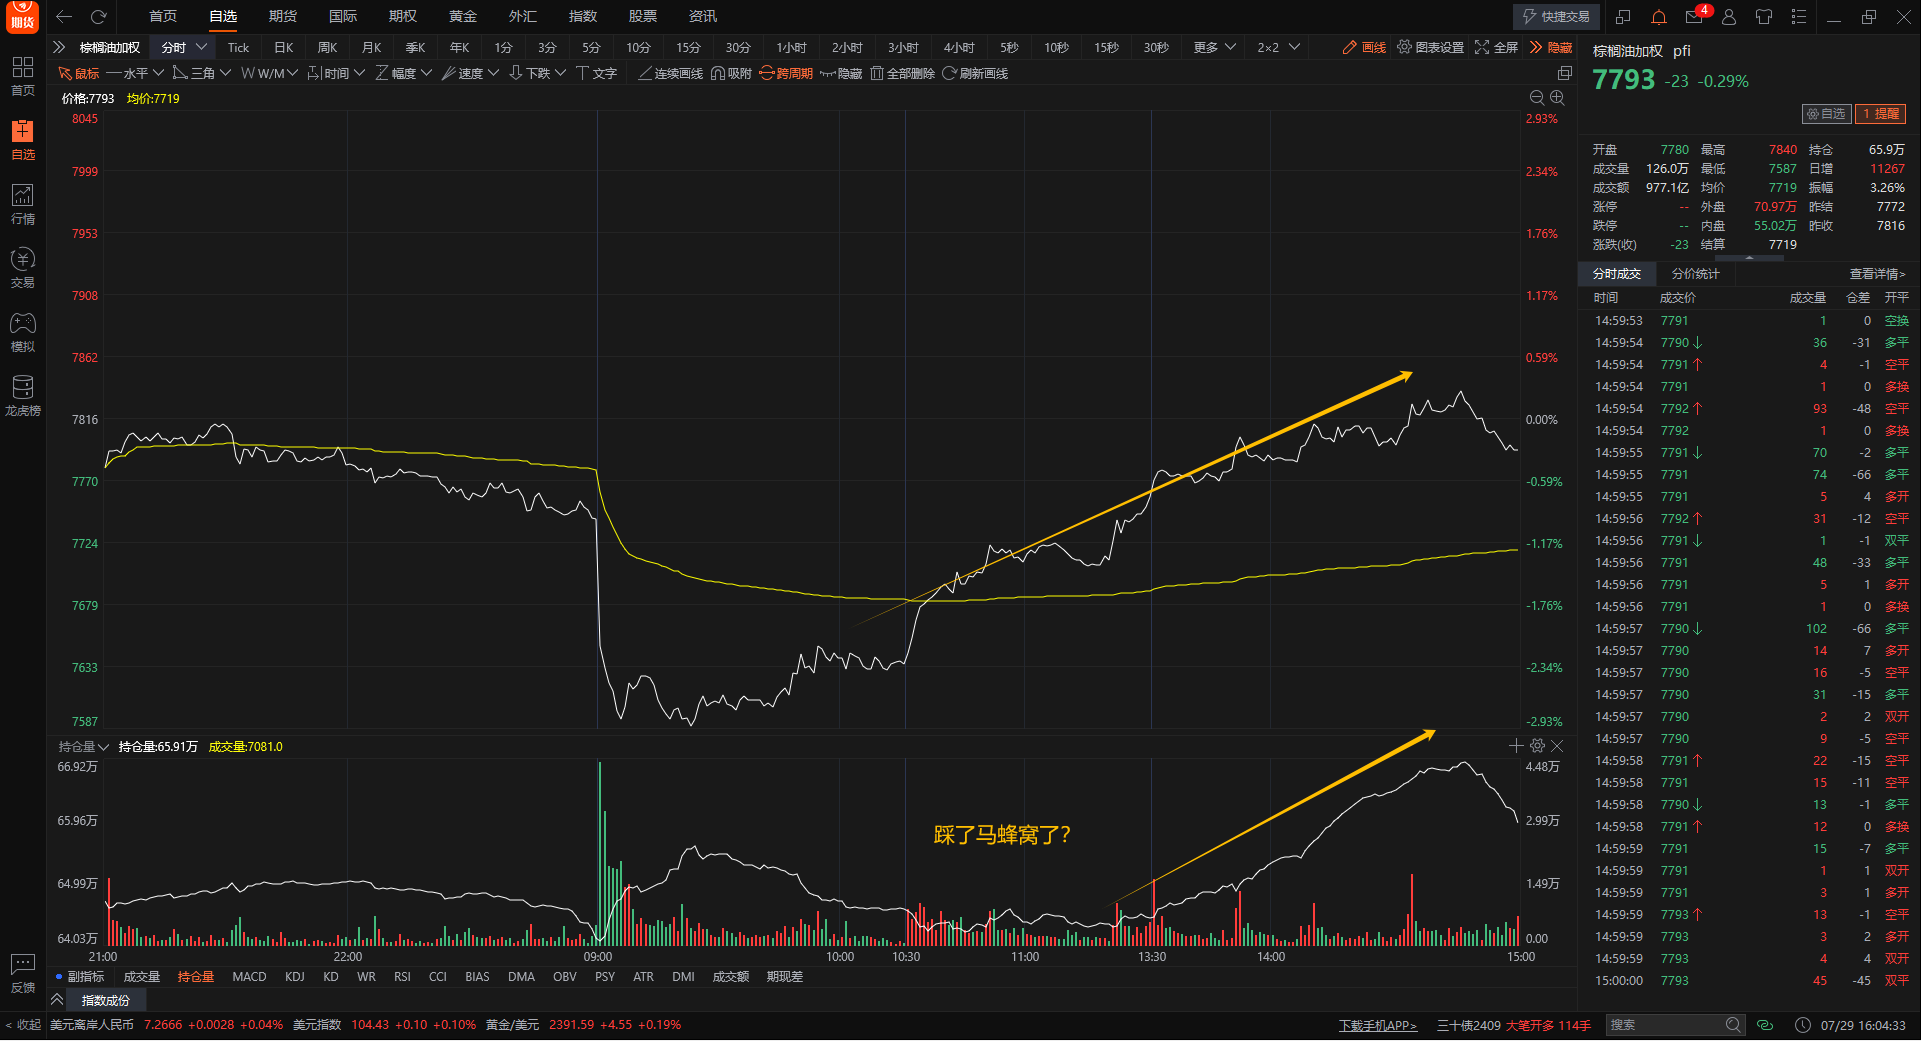 期货 首页 自选 期货 国际 期权 黄金 外汇 指数 股票 资讯 快捷交易 4
棕榈油加权 分时 Tick 日K 周K 月K 季K 年K 1分 3分 5分 10分 15分 30分 1小时 2小时 3小时 4小时 5秒 10秒 15秒 30秒 更多 2×2 画线 图表设置 全屏 隐藏
鼠标 水平 三角 W/M 时间 幅度 速度 下跌 文字 连续画线 吸附 跨周期 隐藏 全部删除 刷新画线
首页
自选
行情
交易
模拟
龙虎榜
反馈
< 收起
价格:7793 均价:7719
8045 2.93%
7999 2.34%
7953 1.76%
7908 1.17%
7862 0.59%
7816 0.00%
7770 -0.59%
7724 -1.17%
7679 -1.76%
7633 -2.34%
7587 -2.93%
持仓量 持仓量:65.91万 成交量:7081.0
66.92万 4.48万
65.96万 2.99万
64.99万 1.49万
64.03万 0.00
踩了马蜂窝了?
21:00 22:00 09:00 10:00 10:30 11:00 13:30 14:00 15:00
副指标 成交量 持仓量 MACD KDJ KD WR RSI CCI BIAS DMA OBV PSY ATR DMI 成交额 期现差
指数成份
棕榈油加权 pfi
7793 -23 -0.29%
自选 1 提醒
开盘 7780 最高 7840 持仓 65.9万
成交量 126.0万 最低 7587 日增 11267
成交额 977.1亿 均价 7719 振幅 3.26%
涨停 -- 外盘 70.97万 昨结 7772
跌停 -- 内盘 55.02万 昨收 7816
涨跌(收) -23 结算 7719
分时成交 分价统计 查看详情>
时间 成交价 成交量 仓差 开平
14:59:53 7791 1 0 空换
14:59:54 7790↓ 36 -31 多平
14:59:54 7791↑ 4 -1 空平
14:59:54 7791 1 0 多换
14:59:54 7792↑ 93 -48 空平
14:59:54 7792 1 0 多换
14:59:55 7791↓ 70 -2 多平
14:59:55 7791 74 -66 多平
14:59:55 7791 5 4 多开
14:59:56 7792↑ 31 -12 空平
14:59:56 7791↓ 1 -1 双平
14:59:56 7791 48 -33 多平
14:59:56 7791 5 1 多开
14:59:56 7791 1 0 多换
14:59:57 7790↓ 102 -66 多平
14:59:57 7790 14 7 多开
14:59:57 7790 16 -5 空平
14:59:57 7790 31 -15 多平
14:59:57 7790 2 2 双开
14:59:57 7790 9 -5 空平
14:59:58 7791↑ 22 -15 空平
14:59:58 7791 15 -11 空平
14:59:58 7790↓ 13 -1 多平
14:59:58 7791↑ 12 0 多换
14:59:59 7791 15 -7 多平
14:59:59 7791 1 1 双开
14:59:59 7791 3 1 多开
14:59:59 7793↑ 13 -1 空平
14:59:59 7793 3 2 多开
14:59:59 7793 4 4 双开
15:00:00 7793 45 -45 双平
美元离岸人民币 7.2666 +0.0028 +0.04% 美元指数 104.43 +0.10 +0.10% 黄金/美元 2391.59 +4.55 +0.19% 下载手机APP> 三十债2409 大笔开多 114手 搜索 07/29 16:04:33